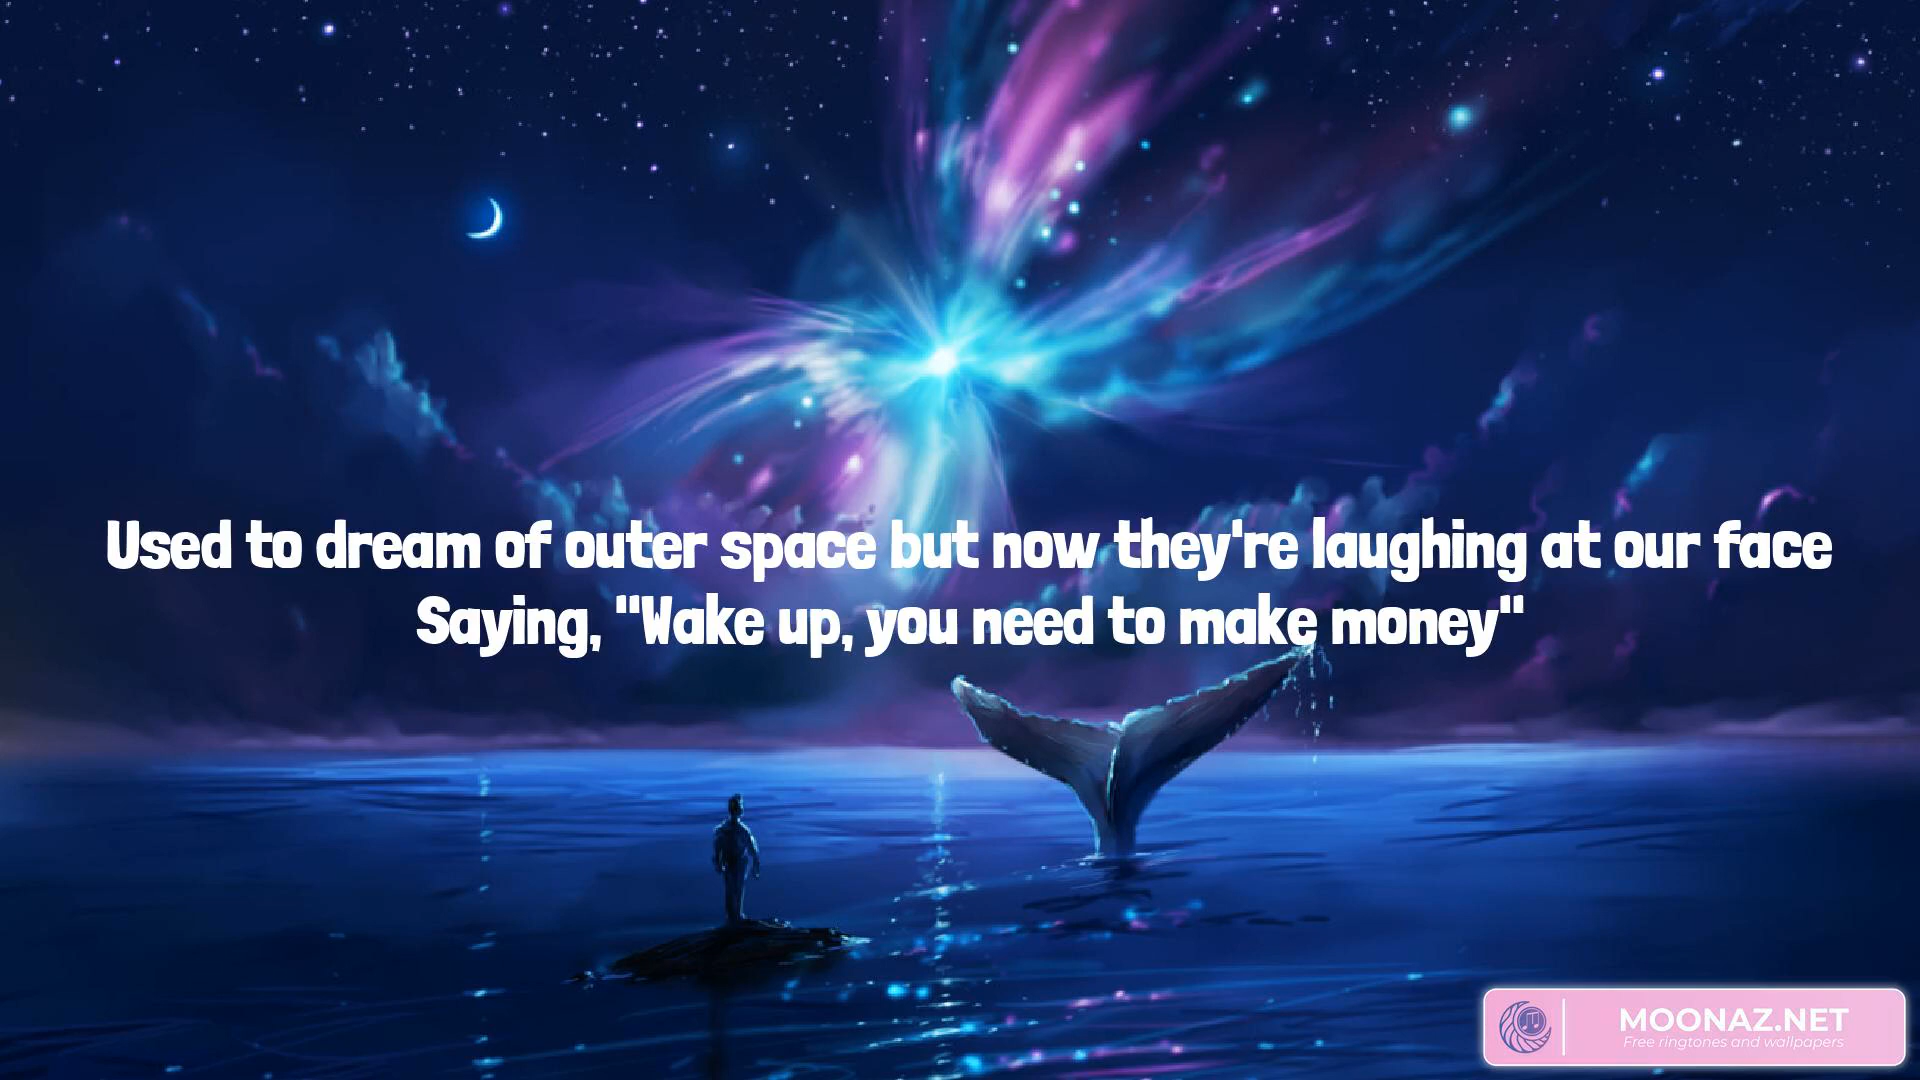 Used to dream of outer space but now they're laughing at our face
Saying, "Wake up, you need to make money"
MOONAZ.NET
Free ringtones and wallpapers